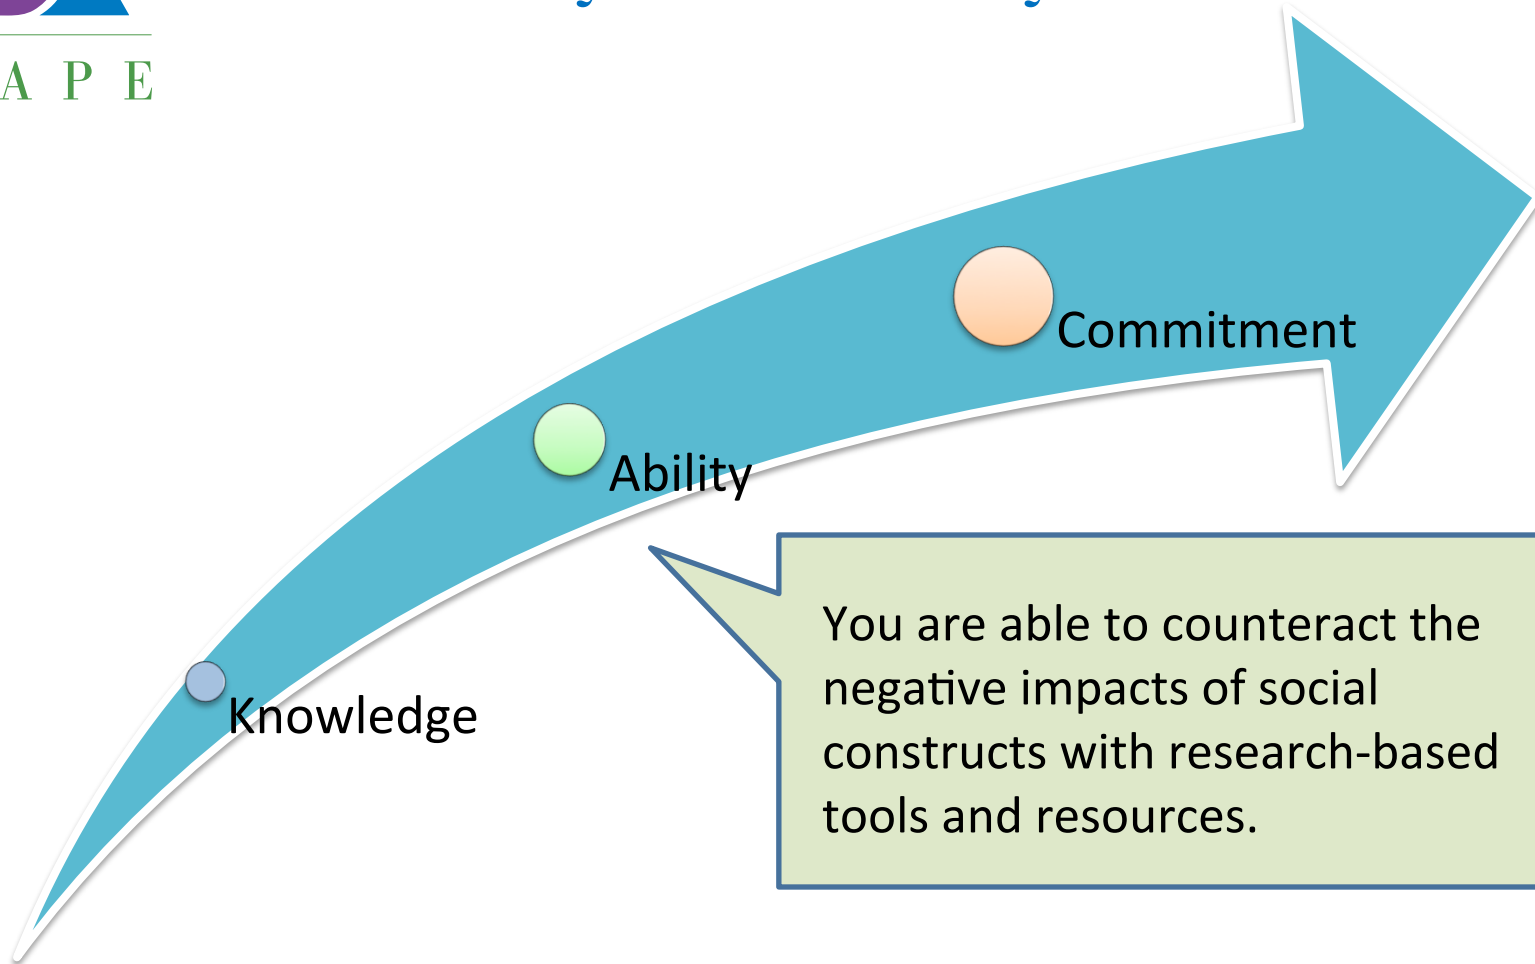 A P E
Commitment
Ability
Knowledge
You are able to counteract the
negative impacts of social
constructs with research-based
tools and resources.